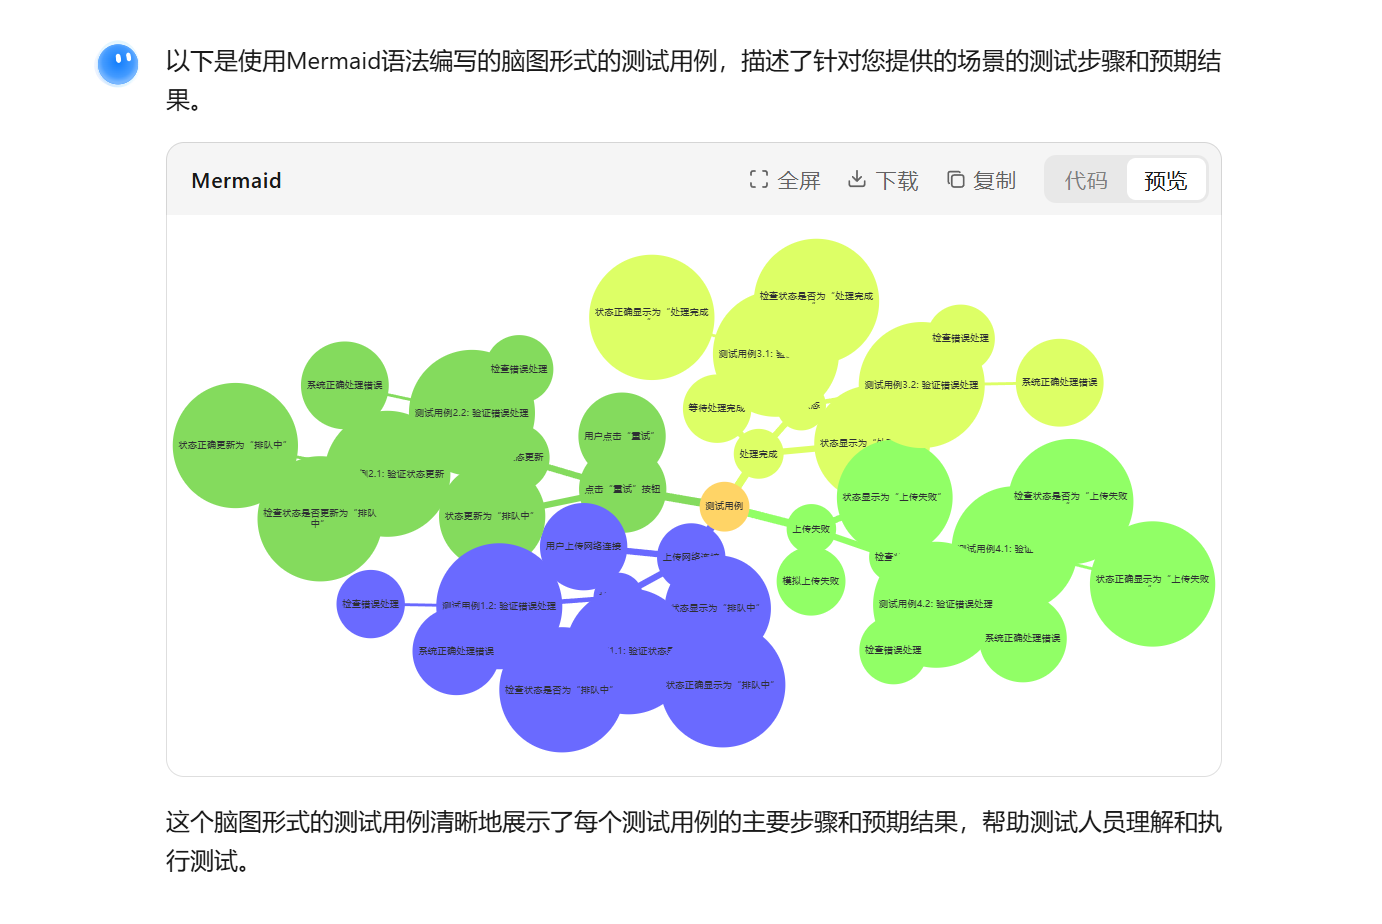 以下是使用Mermaid语法编写的脑图形式的测试用例，描述了针对您提供的场景的测试步骤和预期结
果。
Mermaid
全屏
下载
复制
代码
预览
检查状态是否为“处理完成
”
状态正确显示为“处理完成
”
测试用例3.1:
检查错误处理
系统正确处理错误
测试用例3.2: 验证错误处理
等待处理完成
处理完成
状态显示为
检查错误处理
系统正确处理错误
测试用例2.2: 验证错误处理
用户点击“重试”
状态正确更新为“排队中”
态更新
2.1: 验证状态更新
点击“重试”按钮
检查状态是否更新为“排队
中”
状态更新为“排队中”
测试用例
状态显示为“上传失败”
检查状态是否为“上传失败
”
上传失败
测试用例4.1:
检查
模拟上传失败
状态正确显示为“上传失败
”
测试用例4.2: 验证错误处理
系统正确处理错误
检查错误处理
用户上传网络连接
上传网络连接
检查错误处理
测试用例1.2: 验证错误处理
状态显示为“排队中”
系统正确处理错误
1.1: 验证状态
检查状态是否为“排队中”
状态正确显示为“排队中”
这个脑图形式的测试用例清晰地展示了每个测试用例的主要步骤和预期结果，帮助测试人员理解和执
行测试。